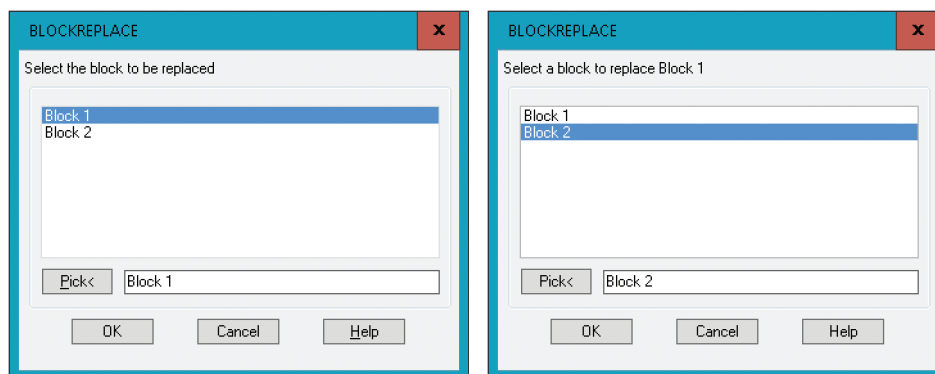 BLOCKREPLACE
x
Select the block to be replaced
Block 1
Block 2
Pick<
Block 1
OK
Cancel
Help
BLOCKREPLACE
x
Select a block to replace Block 1
Block 1
Block 2
Pick<
Block 2
OK
Cancel
Help